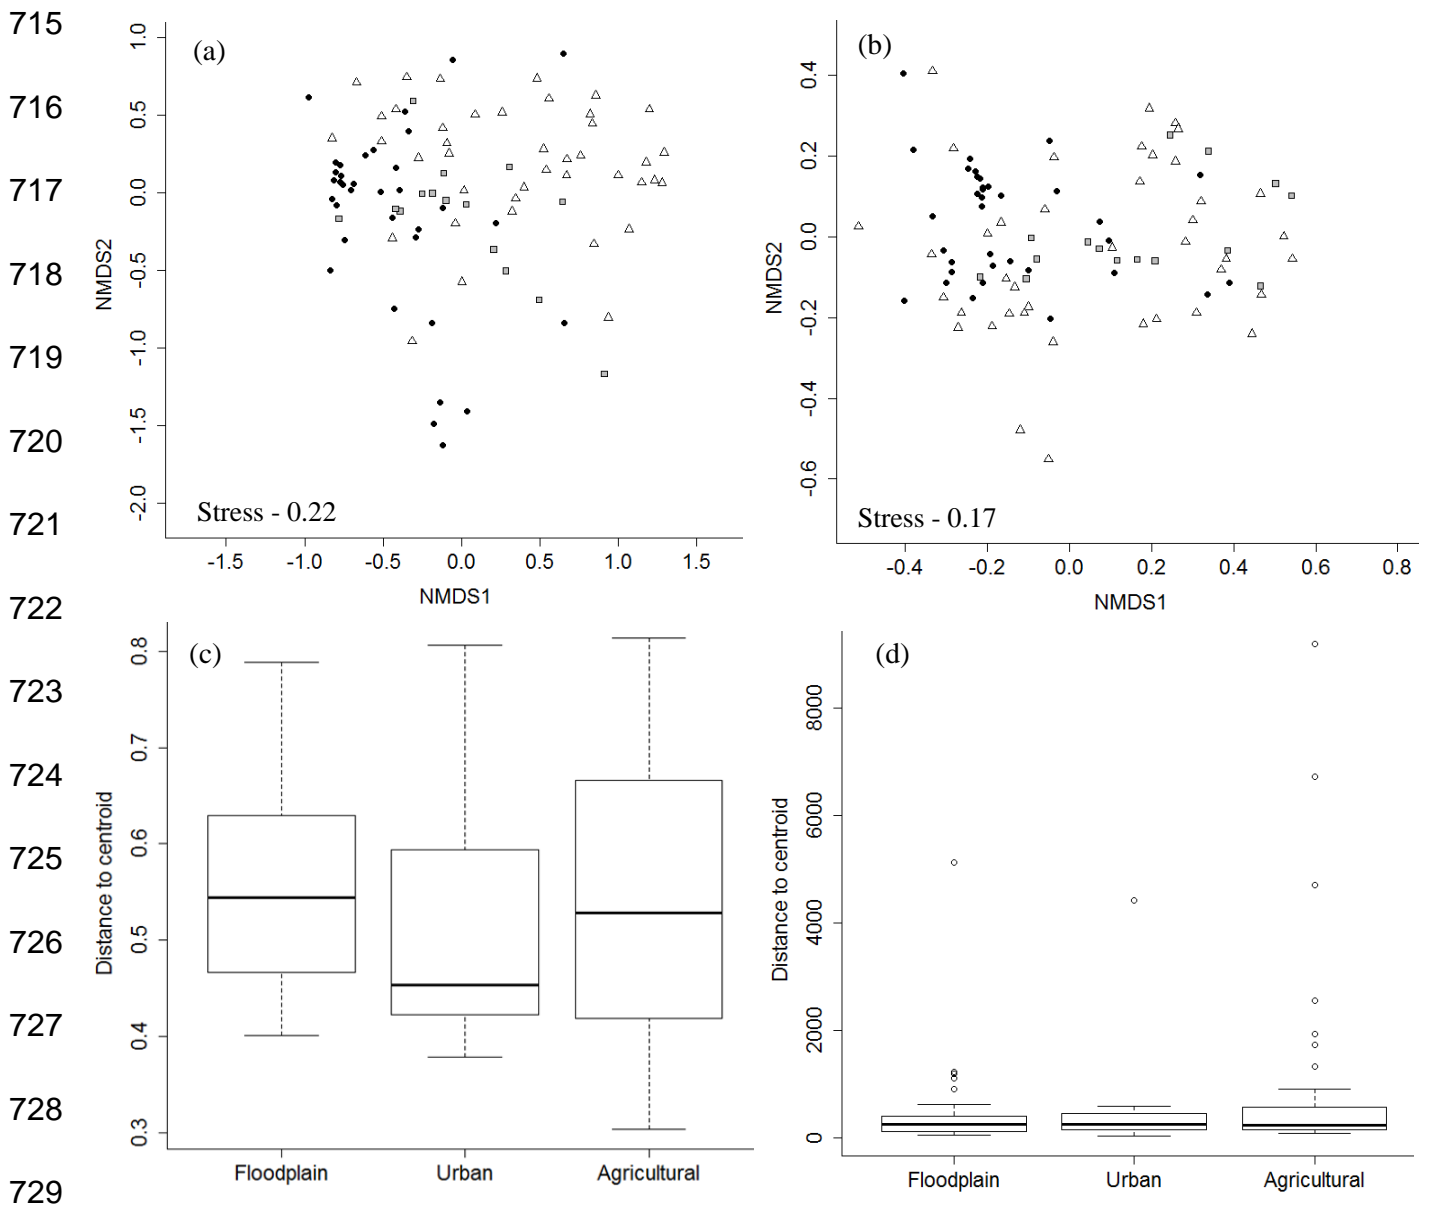 715
716
717
718
719
720
721
722
723
724
725
726
727
728
729
(a)
1.0
0.5
0.0
-0.5
-1.0
-1.5
-2.0
NMDS2
Stress - 0.22
-1.5 -1.0 -0.5 0.0 0.5 1.0 1.5
NMDS1
(b)
0.4
0.2
0.0
-0.2
-0.4
-0.6
NMDS2
Stress - 0.17
-0.4 -0.2 0.0 0.2 0.4 0.6 0.8
NMDS1
(c)
0.8
0.7
0.6
0.5
0.4
0.3
Distance to centroid
Floodplain Urban Agricultural
(d)
8000
6000
4000
2000
0
Distance to centroid
Floodplain Urban Agricultural